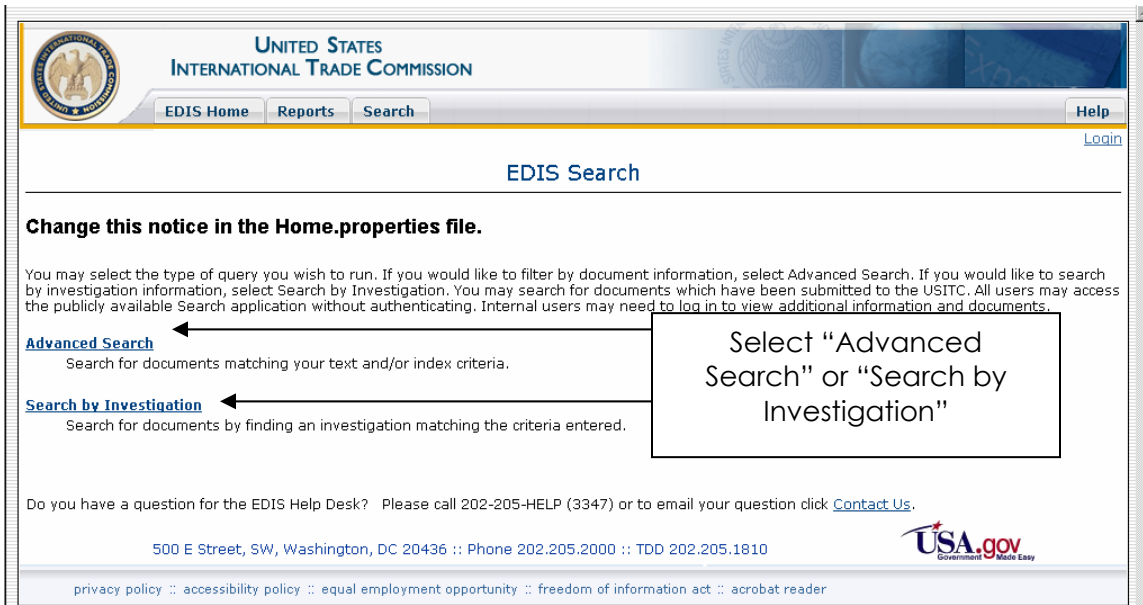 UNITED STATES
INTERNATIONAL TRADE COMMISSION
EDIS Home Reports Search Help
Login
EDIS Search
Change this notice in the Home.properties file.
You may select the type of query you wish to run. If you would like to filter by document information, select Advanced Search. If you would like to search
by investigation information, select Search by Investigation. You may search for documents which have been submitted to the USITC. All users may access
the publicly available Search application without authenticating. Internal users may need to log in to view additional information and documents.
Advanced Search
Search for documents matching your text and/or index criteria.
Search by Investigation
Search for documents by finding an investigation matching the criteria entered.
Select “Advanced
Search” or “Search by
Investigation”
Do you have a question for the EDIS Help Desk? Please call 202-205-HELP (3347) or to email your question click Contact Us.
500 E Street, SW, Washington, DC 20436 :: Phone 202.205.2000 :: TDD 202.205.1810
USA.gov
Government Made Easy
privacy policy :: accessibility policy :: equal employment opportunity :: freedom of information act :: acrobat reader